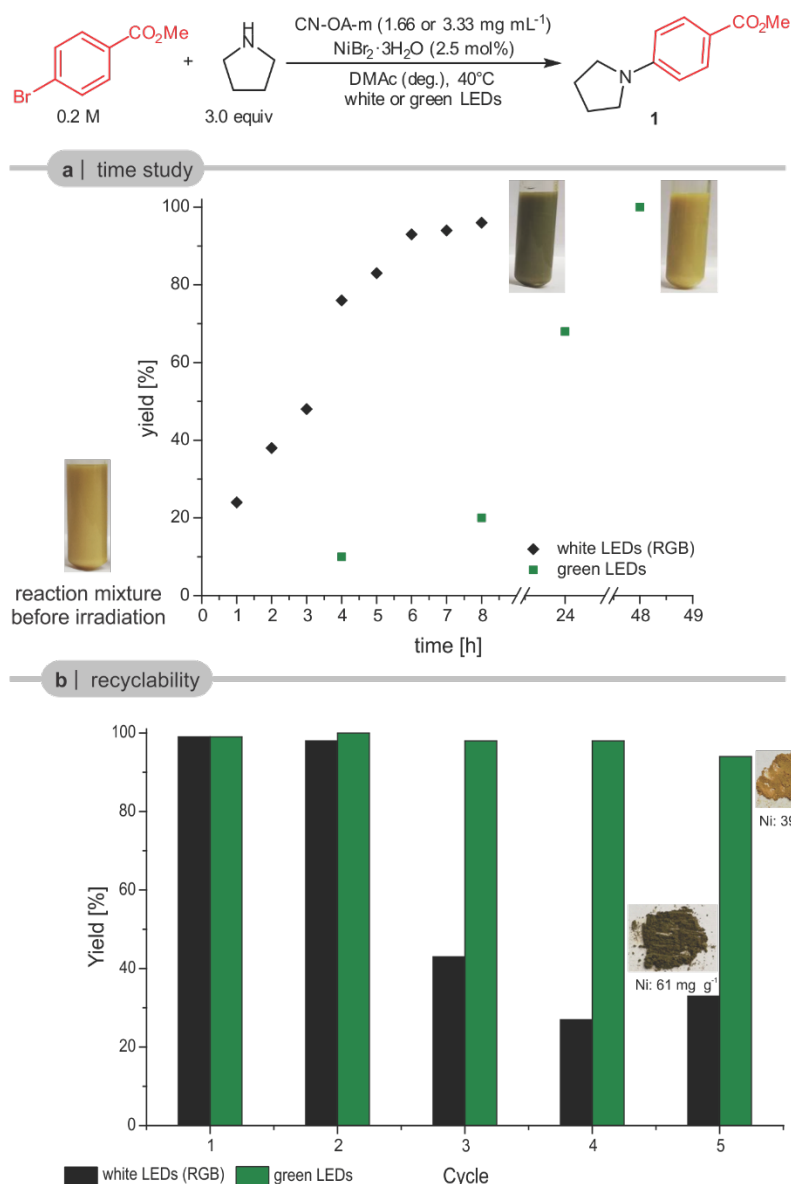 CO₂Me
Br
0.2 M
+
H
N
3.0 equiv
CN-OA-m (1.66 or 3.33 mg mL⁻¹)
NiBr₂·3H₂O (2.5 mol%)
DMAc (deg.), 40°C
white or green LEDs
CO₂Me
N
1
a | time study
100
80
60
40
20
0
yield [%]
white LEDs (RGB)
green LEDs
reaction mixture
before irradiation
0 1 2 3 4 5 6 7 8 24 48 49
time [h]
b | recyclability
100
80
60
40
20
0
Yield [%]
Ni: 39
Ni: 61 mg g⁻¹
1 2 3 4 5
white LEDs (RGB) green LEDs
Cycle